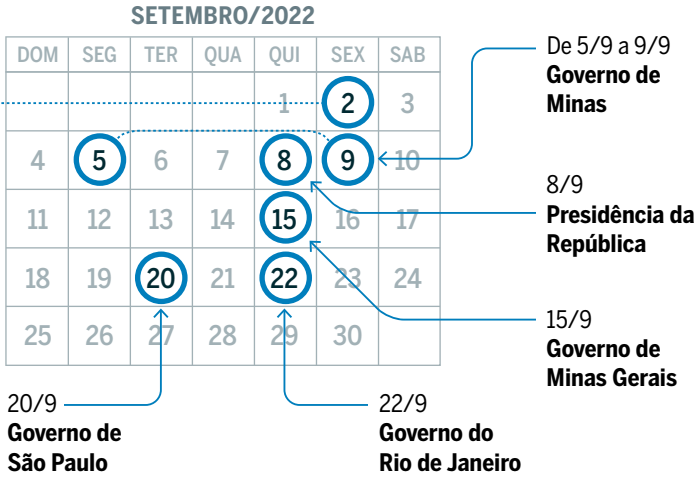 SETEMBRO/2022
DOM SEG TER QUA QUI SEX SAB
1 2 3
4 5 6 7 8 9 10
11 12 13 14 15 16 17
18 19 20 21 22 23 24
25 26 27 28 29 30
De 5/9 a 9/9
Governo de
Minas
8/9
Presidência da
República
15/9
Governo de
Minas Gerais
20/9
Governo de
São Paulo
22/9
Governo do
Rio de Janeiro